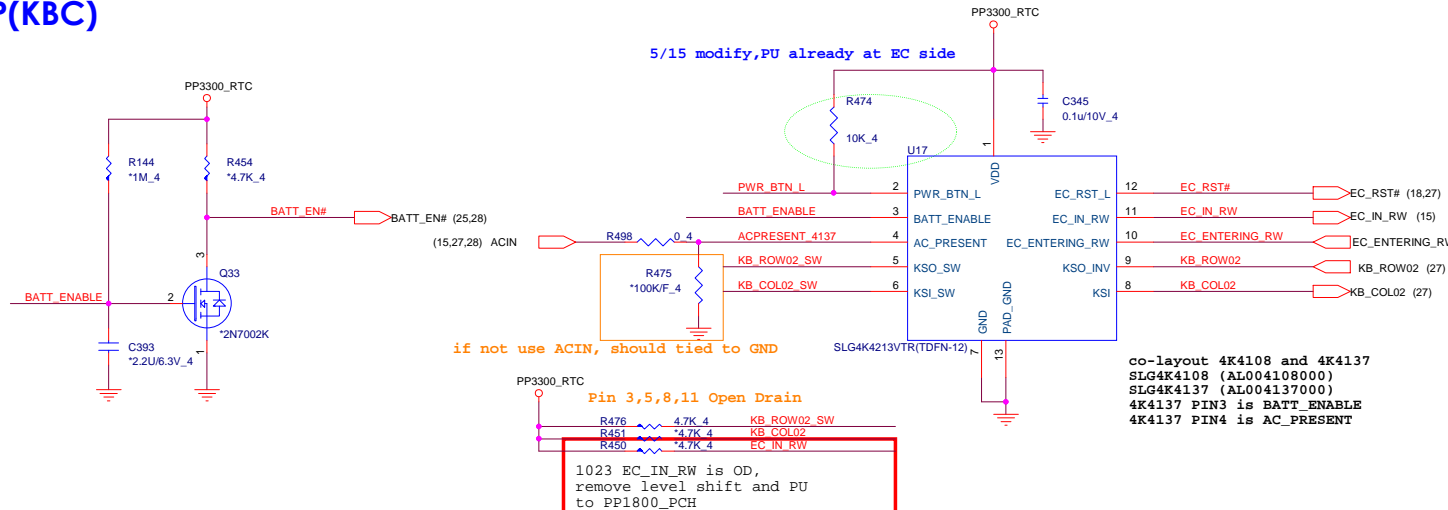 P(KBC)
PP3300_RTC
5/15 modify,PU already at EC side
PP3300_RTC
R474
10K_4
C345
0.1u/10V_4
R144
*1M_4
R454
*4.7K_4
U17
1
VDD
PWR_BTN_L
2
PWR_BTN_L
EC_RST_L
12
EC_RST#
EC_RST# (18,27)
BATT_EN#
BATT_EN# (25,28)
BATT_ENABLE
3
BATT_ENABLE
EC_IN_RW
11
EC_IN_RW
EC_IN_RW (15)
(15,27,28) ACIN
R498
0_4
ACPRESENT_4137
4
AC_PRESENT
EC_ENTERING_RW
10
EC_ENTERING_RW
EC_ENTERING_RW
3
Q33
R475
*100K/F_4
KB_ROW02_SW
5
KSO_SW
KSO_INV
9
KB_ROW02
KB_ROW02 (27)
KB_COL02_SW
6
KSI_SW
KSI
8
KB_COL02
KB_COL02 (27)
BATT_ENABLE
2
*2N7002K
1
C393
*2.2U/6.3V_4
GND
PAD_GND
7
13
SLG4K4213VTR(TDFN-12)
if not use ACIN, should tied to GND
co-layout 4K4108 and 4K4137
SLG4K4108 (AL004108000)
SLG4K4137 (AL004137000)
4K4137 PIN3 is BATT_ENABLE
4K4137 PIN4 is AC_PRESENT
PP3300_RTC
Pin 3,5,8,11 Open Drain
R476
4.7K_4
KB_ROW02_SW
R451
*4.7K_4
KB_COL02
R450
*4.7K_4
EC_IN_RW
1023 EC_IN_RW is OD,
remove level shift and PU
to PP1800_PCH